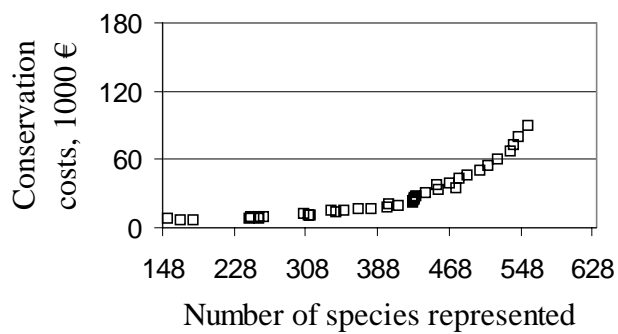 Conservation
costs, 1000 €
180
120
60
0
148 228 308 388 468 548 628
Number of species represented